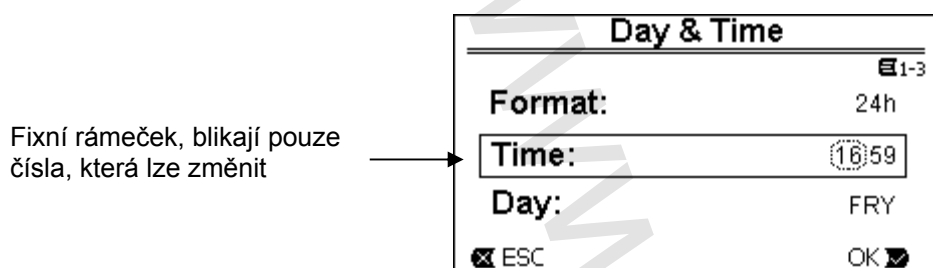 Day & Time
1-3
Format: 24h
Fixní rámeček, blikají pouze
čísla, která lze změnit
Time: 16:59
Day: FRY
ESC OK